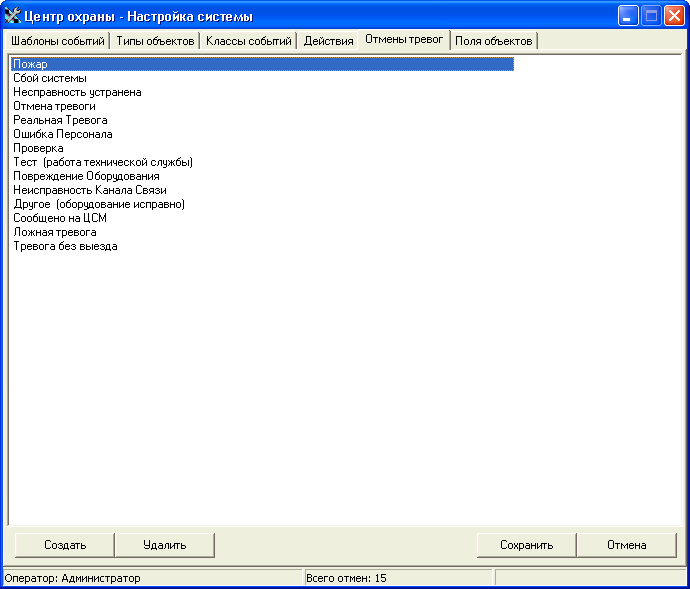 Центр охраны - Настройка системы
Шаблоны событий Типы объектов Классы событий Действия Отмены тревог Поля объектов
Пожар
Сбой системы
Несправность устранена
Отмена тревоги
Реальная Тревога
Ошибка Персонала
Проверка
Тест (работа технической службы)
Повреждение Оборудования
Неисправность Канала Связи
Другое (оборудование исправно)
Сообщено на ЦСМ
Ложная тревога
Тревога без выезда
Создать Удалить Сохранить Отмена
Оператор: Администратор Всего отмен: 15